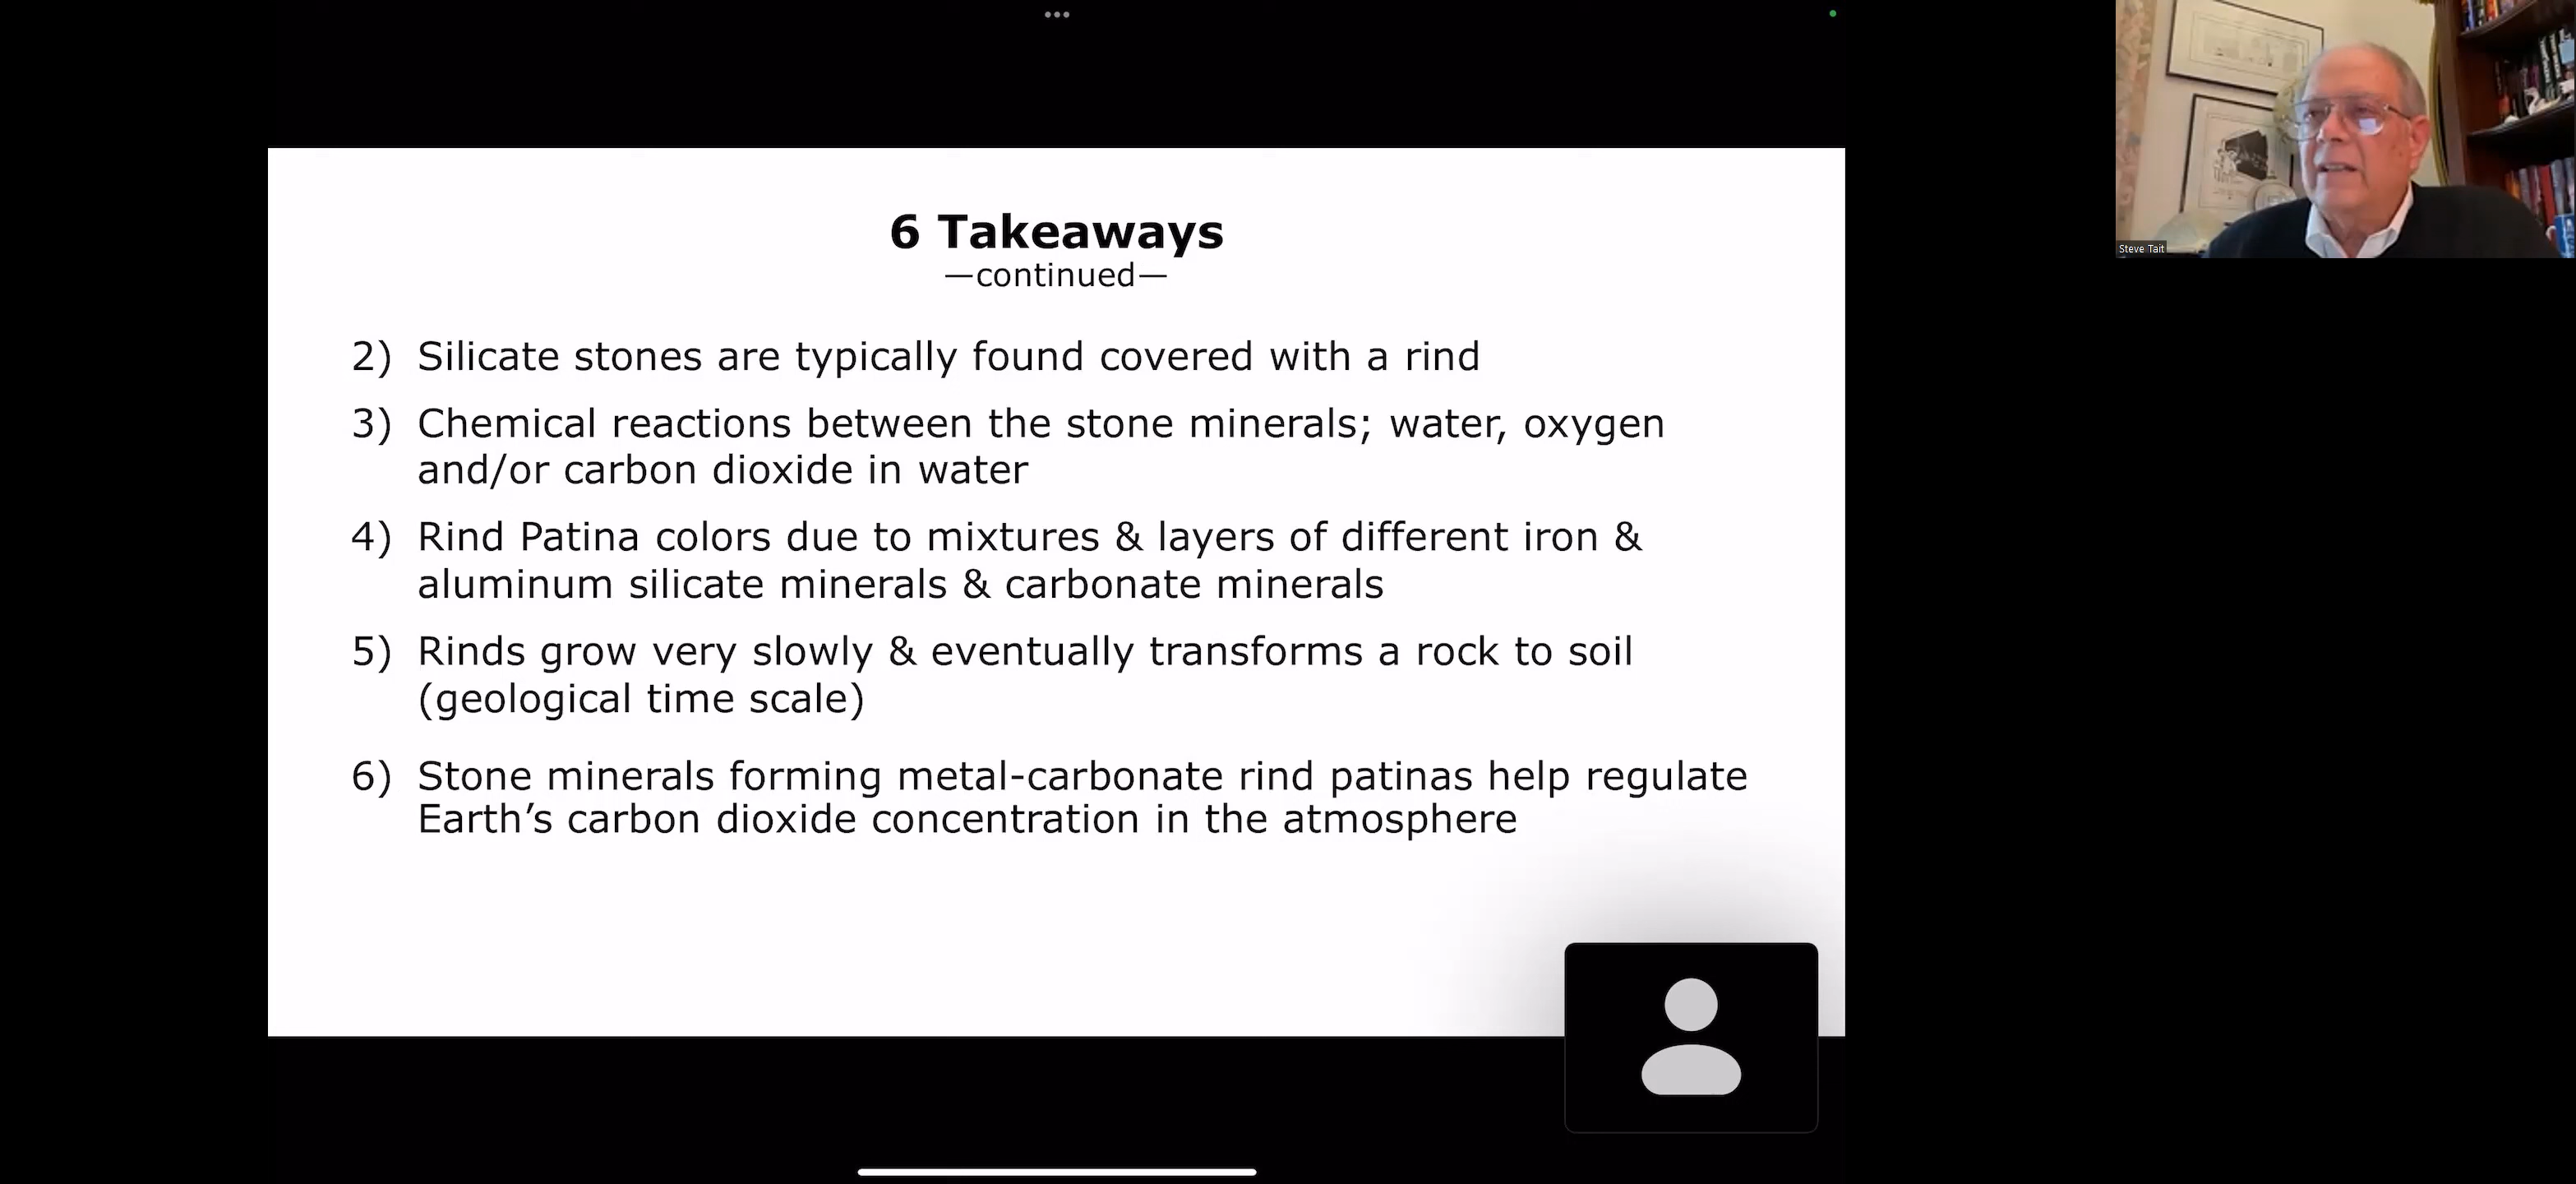 6 Takeaways
—continued—
2) Silicate stones are typically found covered with a rind
3) Chemical reactions between the stone minerals; water, oxygen
and/or carbon dioxide in water
4) Rind Patina colors due to mixtures & layers of different iron &
aluminum silicate minerals & carbonate minerals
5) Rinds grow very slowly & eventually transforms a rock to soil
(geological time scale)
6) Stone minerals forming metal-carbonate rind patinas help regulate
Earth’s carbon dioxide concentration in the atmosphere
Steve Tait